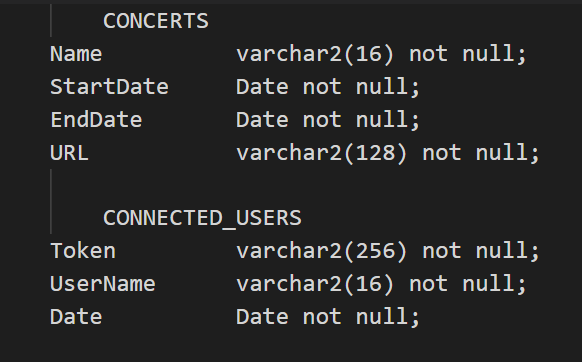 CONCERTS
Name varchar2(16) not null;
StartDate Date not null;
EndDate Date not null;
URL varchar2(128) not null;
CONNECTED_USERS
Token varchar2(256) not null;
UserName varchar2(16) not null;
Date Date not null;